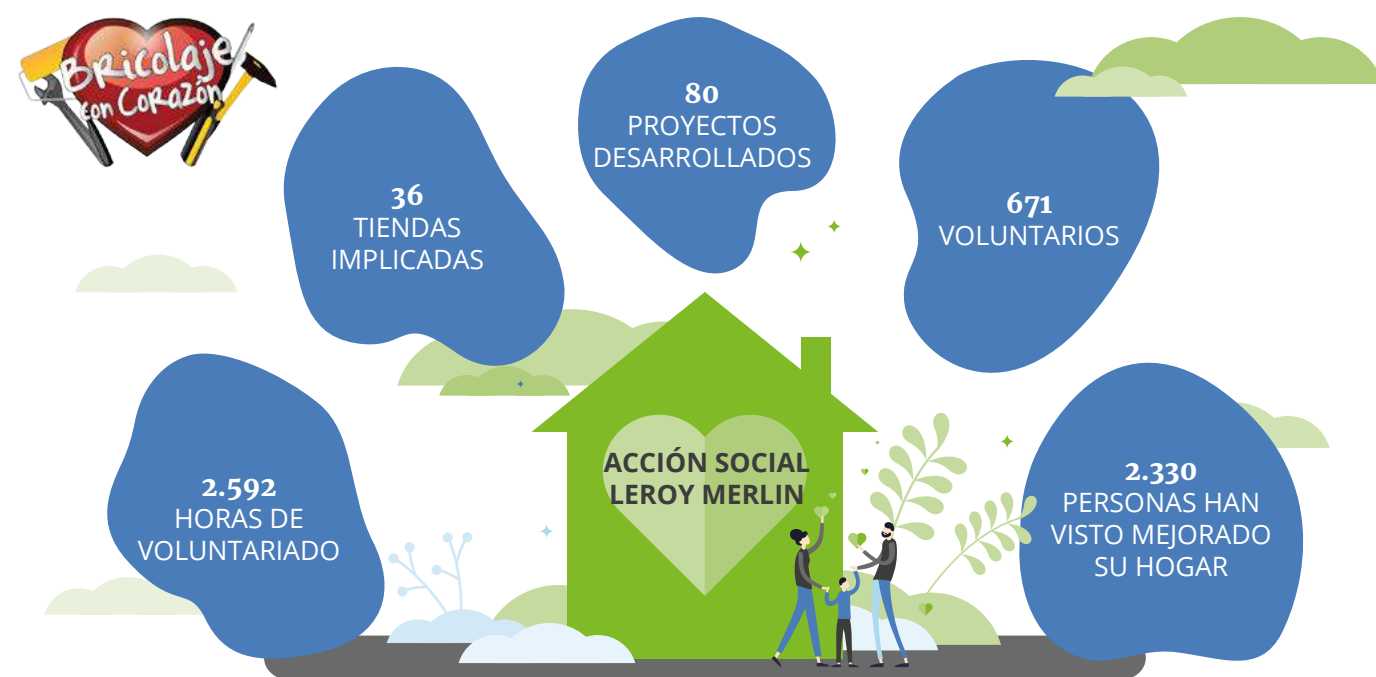 Bricolaje
con Corazón
80
PROYECTOS
DESARROLLADOS
36
TIENDAS
IMPLICADAS
671
VOLUNTARIOS
2.592
HORAS DE
VOLUNTARIADO
ACCIÓN SOCIAL
LEROY MERLIN
2.330
PERSONAS HAN
VISTO MEJORADO
SU HOGAR